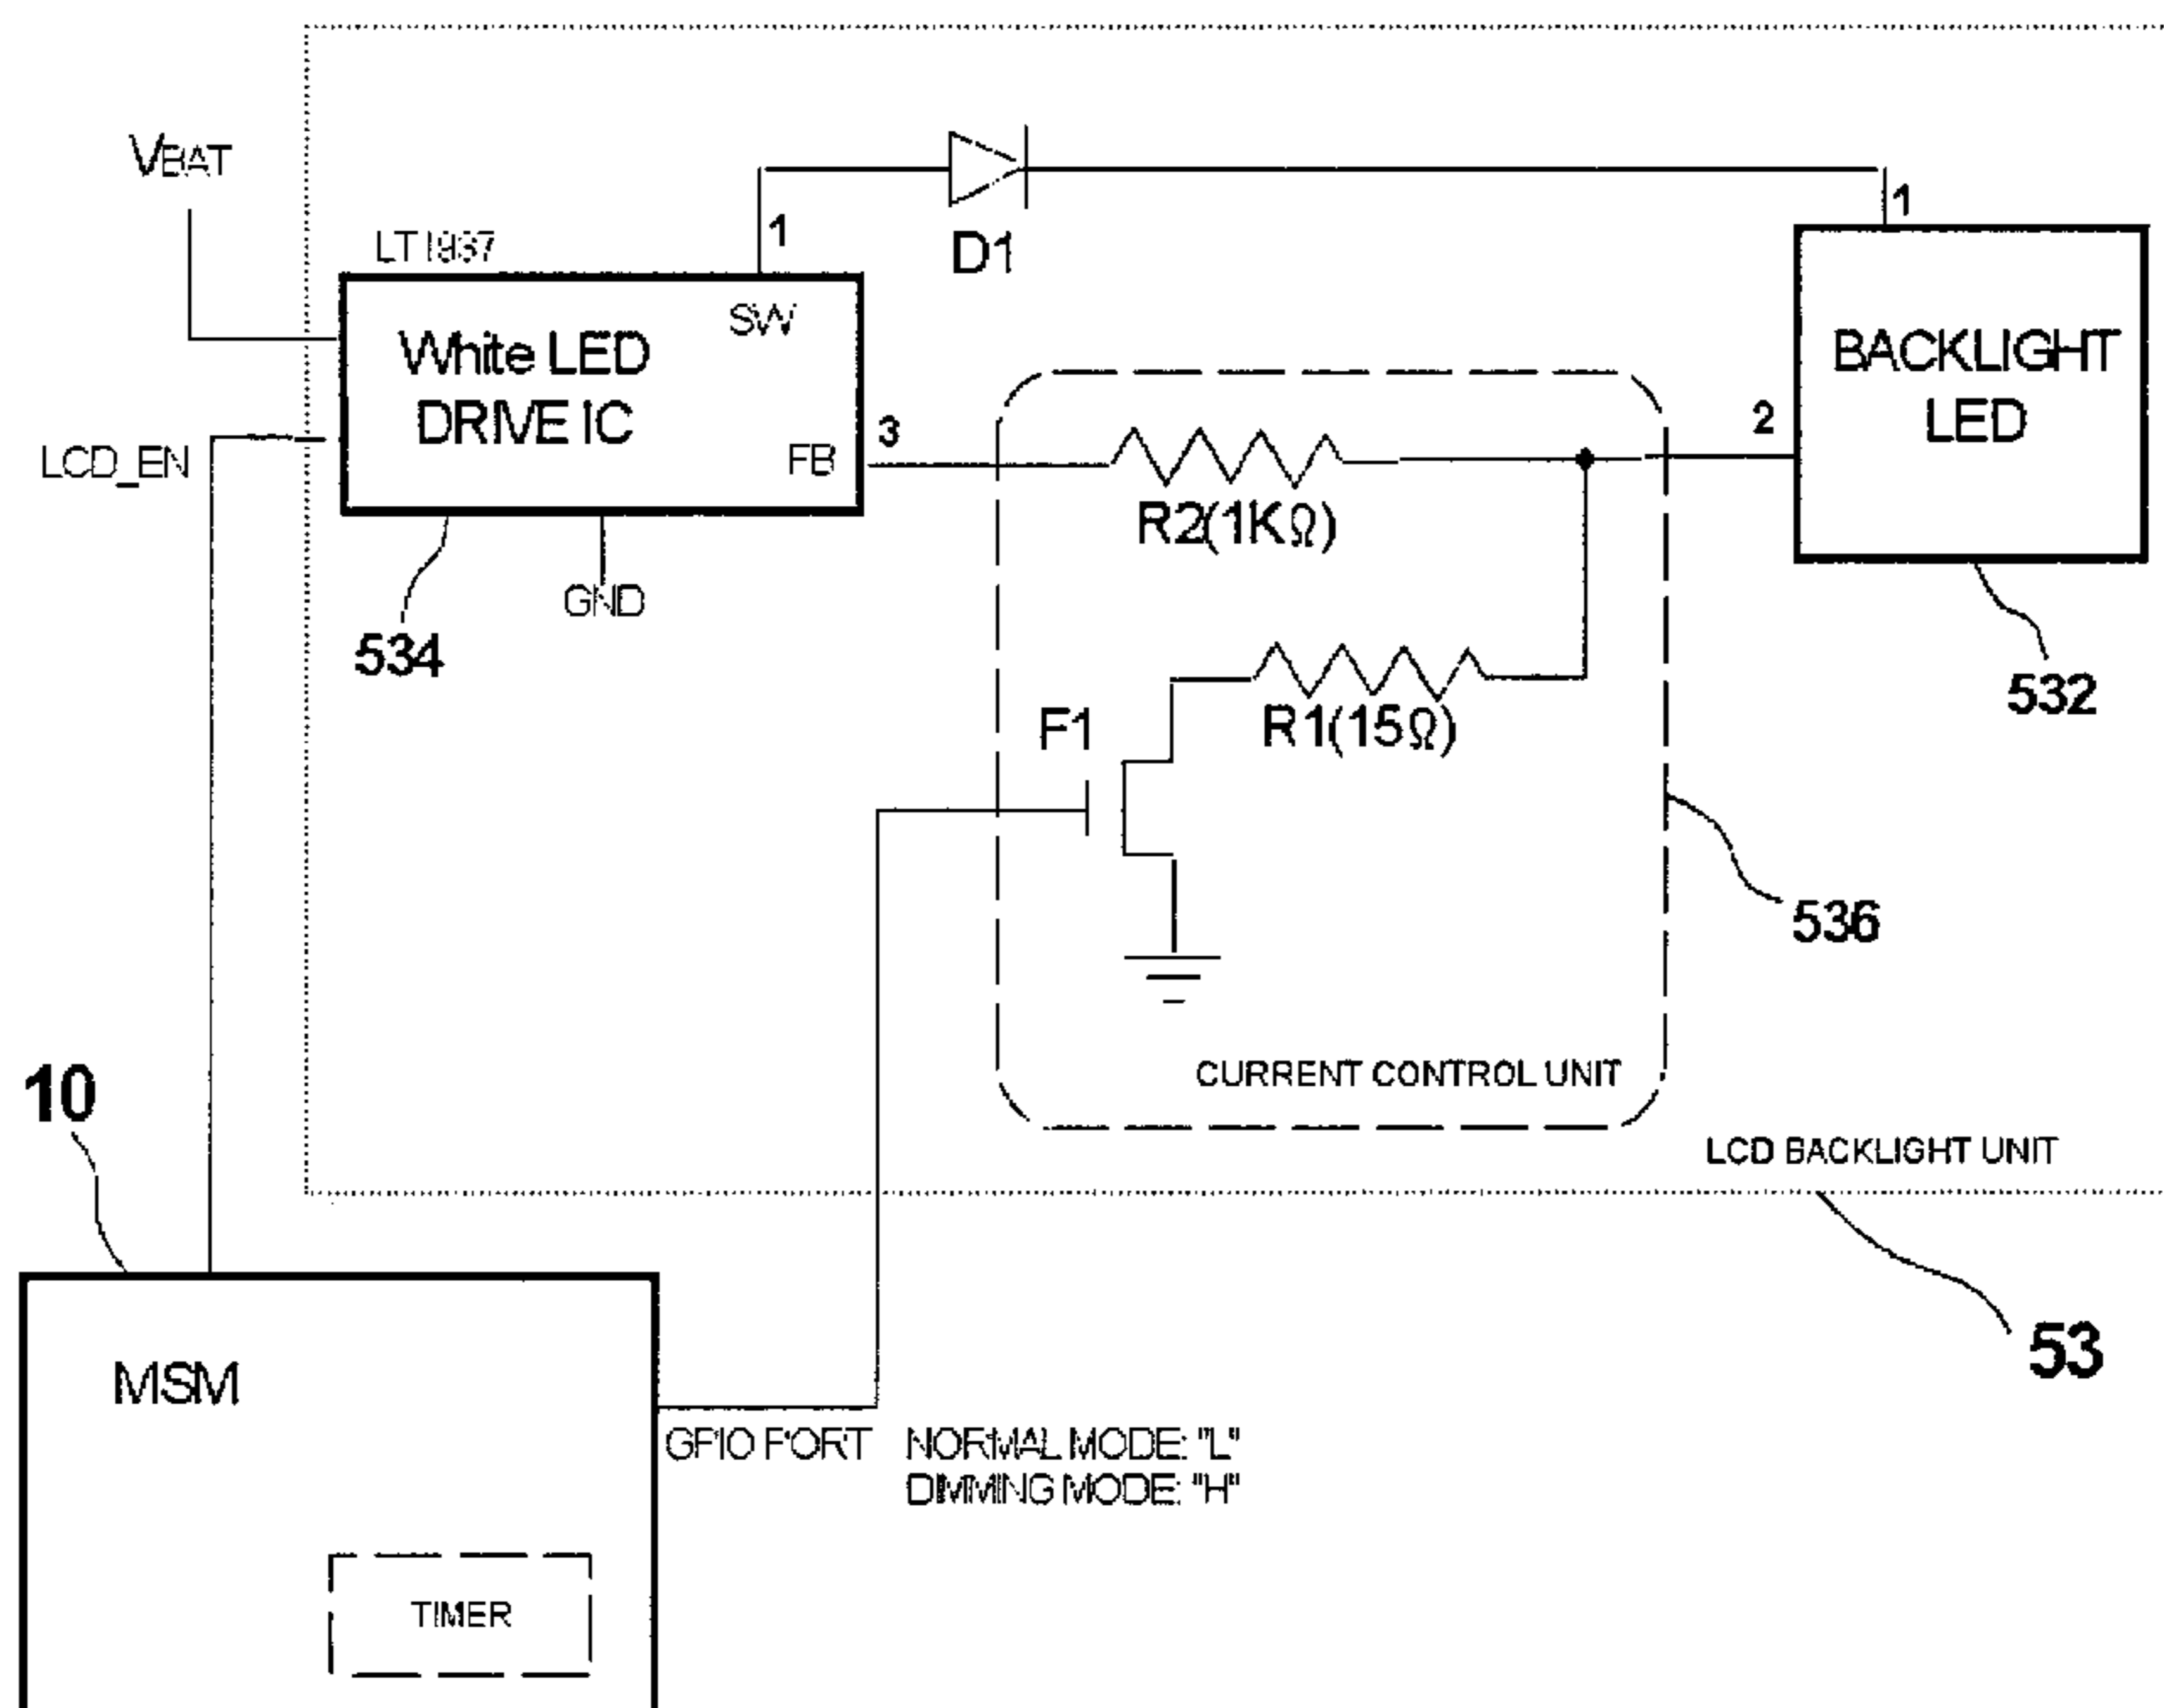 VBAT
1
1
LT1937
D1
SW
White LED
DRIVE IC
BACKLIGHT
LED
2
3
LCD_EN
FB
R2(1KΩ)
GND
534
532
F1
R1(15Ω)
536
CURRENT CONTROL UNIT
10
LCD BACKLIGHT UNIT
53
MSM
GPIO PORT NORMAL MODE: "L"
DIMMING MODE: "H"
TIMER